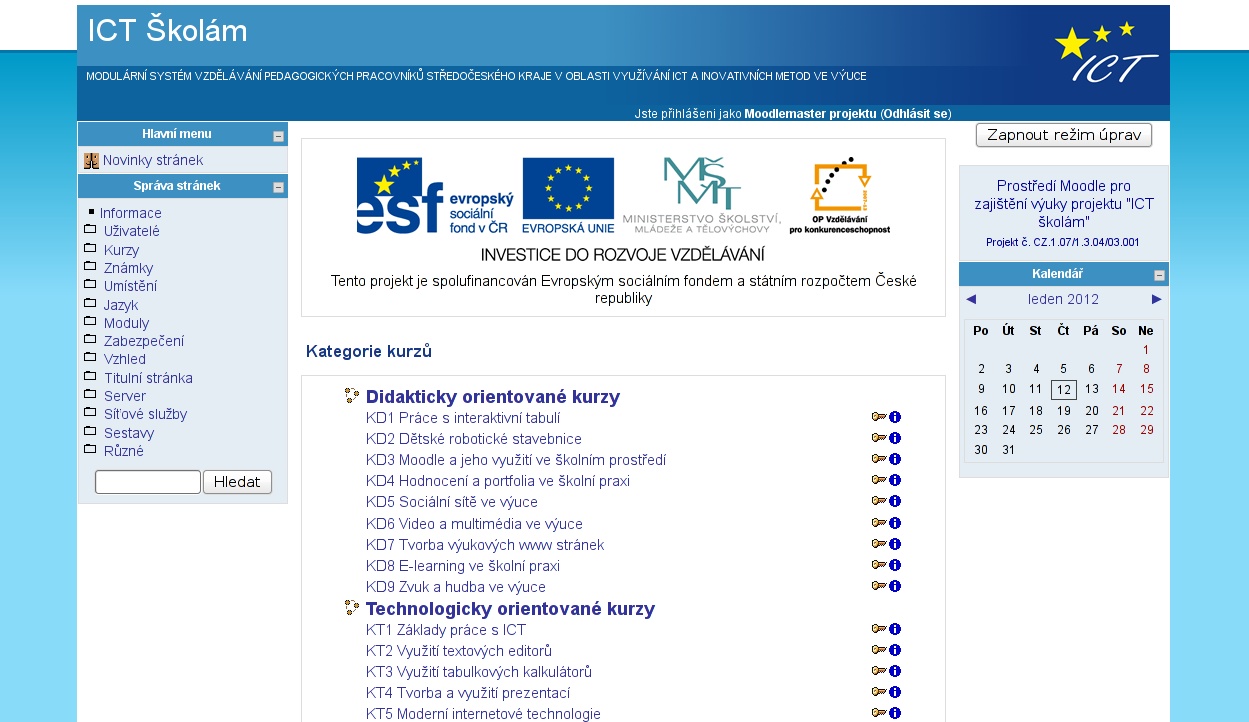 ICT Školám
ICT
MODULÁRNÍ SYSTÉM VZDĚLÁVÁNÍ PEDAGOGICKÝCH PRACOVNÍKŮ STŘEDOČESKÉHO KRAJE V OBLASTI VYUŽÍVÁNÍ ICT A INOVATIVNÍCH METOD VE VÝUCE
Jste přihlášeni jako Moodlemaster projektu (Odhlásit se)
Hlavní menu
Novinky stránek
Správa stránek
Informace
Uživatelé
Kurzy
Známky
Umístění
Jazyk
Moduly
Zabezpečení
Vzhled
Titulní stránka
Server
Síťové služby
Sestavy
Různé
Hledat
esf evropský
sociální
fond v ČR
EVROPSKÁ UNIE
MŠMT
MINISTERSTVO ŠKOLSTVÍ,
MLÁDEŽE A TĚLOVÝCHOVY
2007-13
OP Vzdělávání
pro konkurenceschopnost
INVESTICE DO ROZVOJE VZDĚLÁVÁNÍ
Tento projekt je spolufinancován Evropským sociálním fondem a státním rozpočtem České
republiky
Kategorie kurzů
Didakticky orientované kurzy
KD1 Práce s interaktivní tabulí
KD2 Dětské robotické stavebnice
KD3 Moodle a jeho využití ve školním prostředí
KD4 Hodnocení a portfolia ve školní praxi
KD5 Sociální sítě ve výuce
KD6 Video a multimédia ve výuce
KD7 Tvorba výukových www stránek
KD8 E-learning ve školní praxi
KD9 Zvuk a hudba ve výuce
Technologicky orientované kurzy
KT1 Základy práce s ICT
KT2 Využití textových editorů
KT3 Využití tabulkových kalkulátorů
KT4 Tvorba a využití prezentací
KT5 Moderní internetové technologie
Zapnout režim úprav
Prostředí Moodle pro
zajištění výuky projektu "ICT
školám"
Projekt č. CZ.1.07/1.3.04/03.001
Kalendář
◄ leden 2012 ►
Po Út St Čt Pá So Ne
1
2 3 4 5 6 7 8
9 10 11 12 13 14 15
16 17 18 19 20 21 22
23 24 25 26 27 28 29
30 31